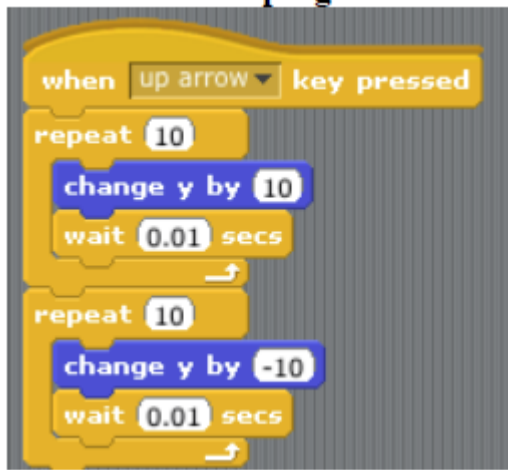 when up arrow key pressed
repeat 10
change y by 10
wait 0.01 secs
repeat 10
change y by -10
wait 0.01 secs